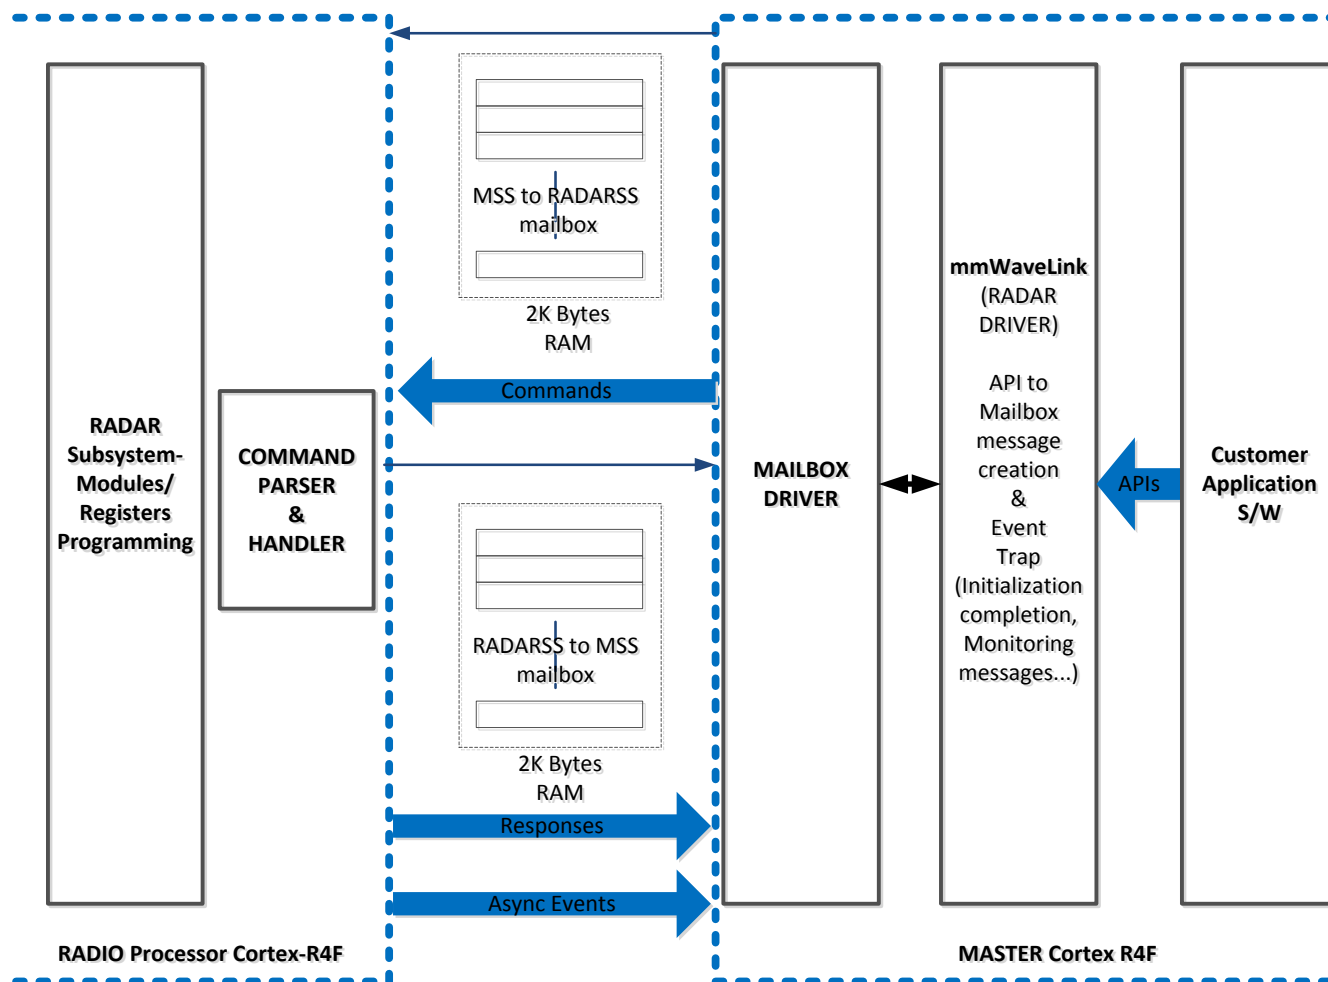 MSS to RADARSS
mailbox
2K Bytes
RAM
Commands
RADAR
Subsystem-
Modules/
Registers
Programming
COMMAND
PARSER
&
HANDLER
RADARSS to MSS
mailbox
2K Bytes
RAM
Responses
Async Events
MAILBOX
DRIVER
mmWaveLink
(RADAR
DRIVER)
API to
Mailbox
message
creation
&
Event
Trap
(Initialization
completion,
Monitoring
messages...)
APIs
Customer
Application
S/W
RADIO Processor Cortex-R4F
MASTER Cortex R4F